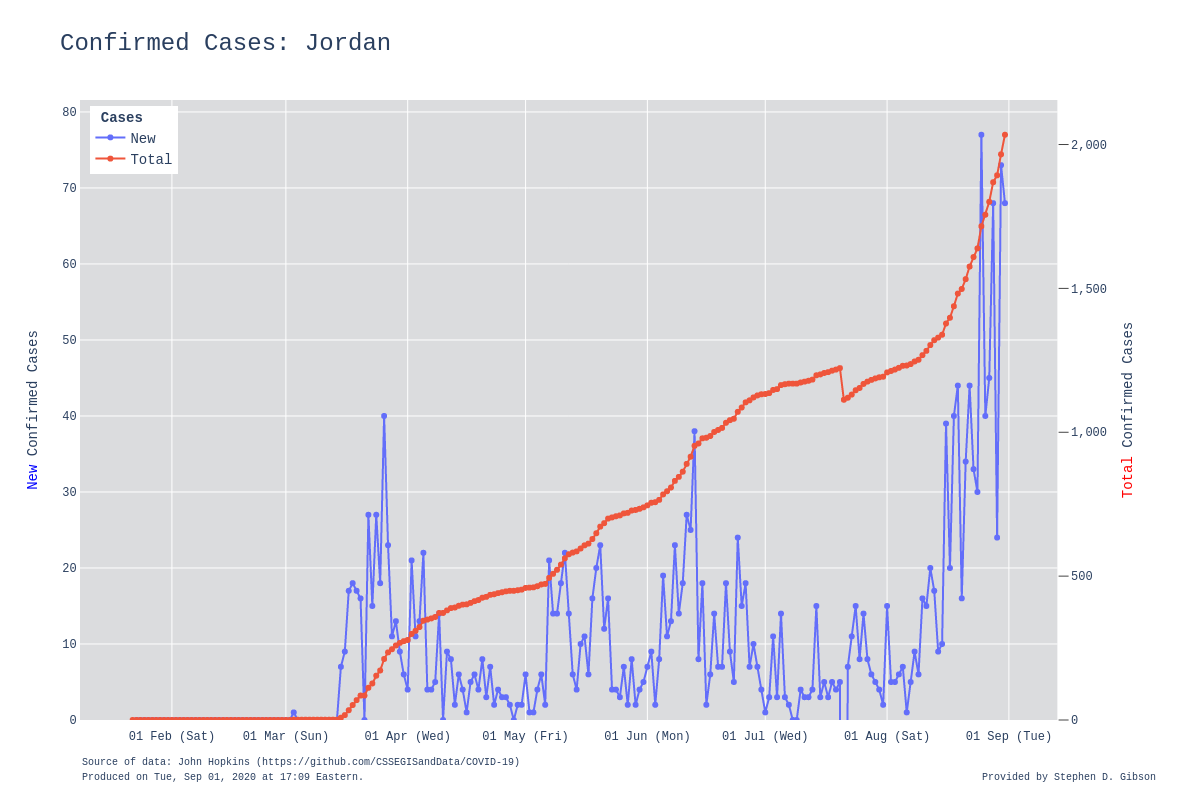 Confirmed Cases: Jordan
Cases
New
Total
80
70
60
50
40
30
20
10
0
2,000
1,500
1,000
500
0
New Confirmed Cases
Total Confirmed Cases
01 Feb (Sat) 01 Mar (Sun) 01 Apr (Wed) 01 May (Fri) 01 Jun (Mon) 01 Jul (Wed) 01 Aug (Sat) 01 Sep (Tue)
Source of data: John Hopkins (https://github.com/CSSEGISandData/COVID-19)
Produced on Tue, Sep 01, 2020 at 17:09 Eastern.
Provided by Stephen D. Gibson